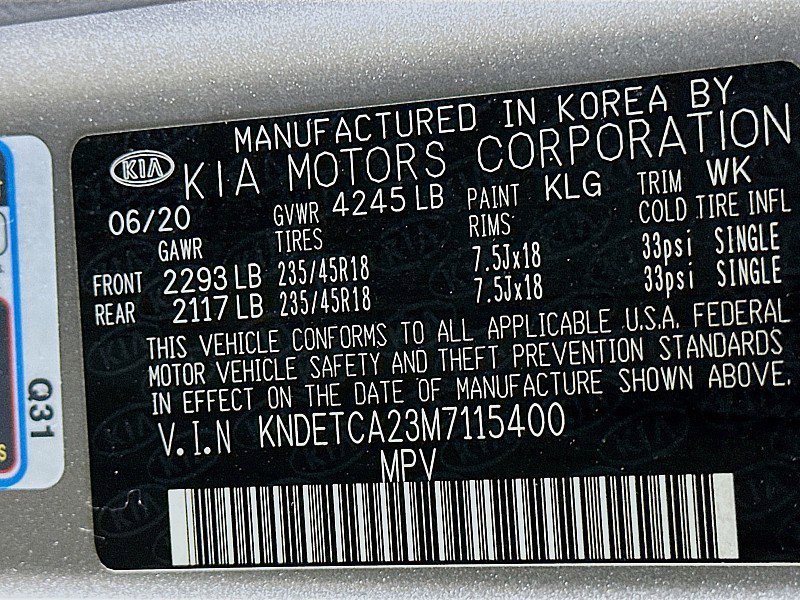 MANUFACTURED IN KOREA BY
KIA KIA MOTORS CORPORATION
06/20 GVWR 4245 LB PAINT KLG TRIM WK
GAWR TIRES RIMS COLD TIRE INFL
FRONT 2293 LB 235/45R18 7.5Jx18 33psi SINGLE
REAR 2117 LB 235/45R18 7.5Jx18 33psi SINGLE
THIS VEHICLE CONFORMS TO ALL APPLICABLE U.S.A. FEDERAL
MOTOR VEHICLE SAFETY AND THEFT PREVENTION STANDARDS
IN EFFECT ON THE DATE OF MANUFACTURE SHOWN ABOVE.
V.I.N KNDETCA23M7115400
MPV
Q31